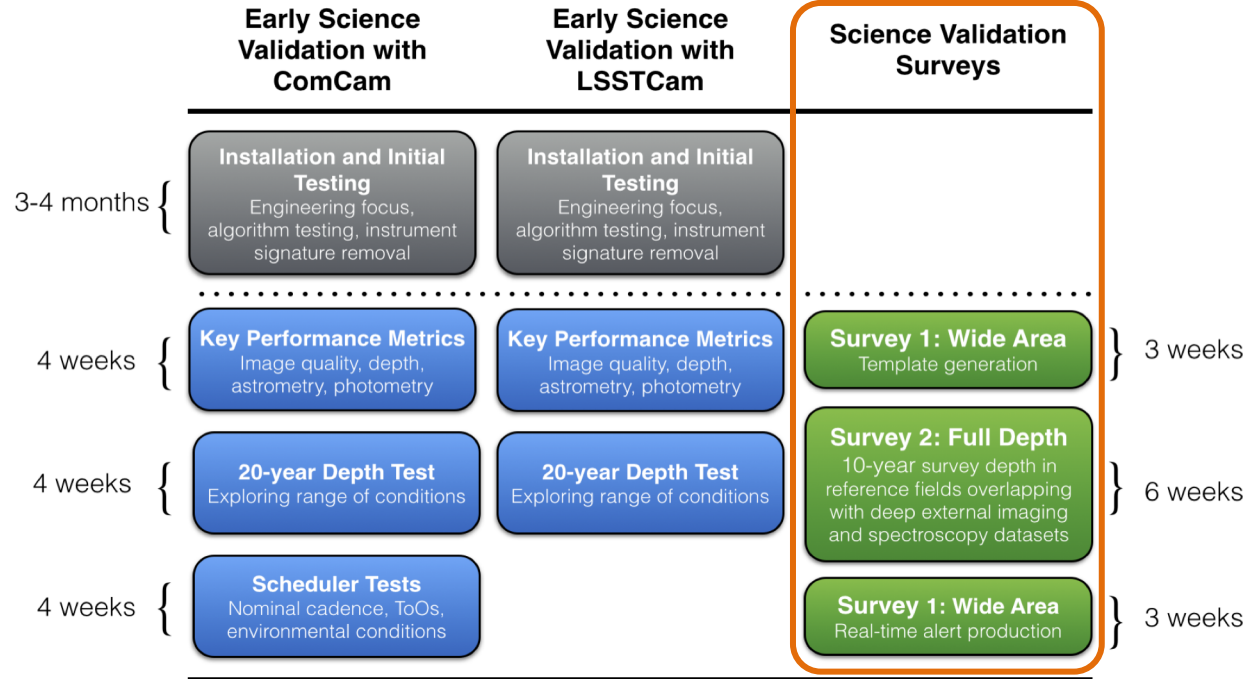 Early Science
Validation with
ComCam
Early Science
Validation with
LSSTCam
Science Validation
Surveys
3-4 months {
Installation and Initial
Testing
Engineering focus,
algorithm testing, instrument
signature removal
Installation and Initial
Testing
Engineering focus,
algorithm testing, instrument
signature removal
4 weeks {
Key Performance Metrics
Image quality, depth,
astrometry, photometry
Key Performance Metrics
Image quality, depth,
astrometry, photometry
Survey 1: Wide Area
Template generation
} 3 weeks
4 weeks {
20-year Depth Test
Exploring range of conditions
20-year Depth Test
Exploring range of conditions
Survey 2: Full Depth
10-year survey depth in
reference fields overlapping
with deep external imaging
and spectroscopy datasets
} 6 weeks
4 weeks {
Scheduler Tests
Nominal cadence, ToOs,
environmental conditions
Survey 1: Wide Area
Real-time alert production
} 3 weeks